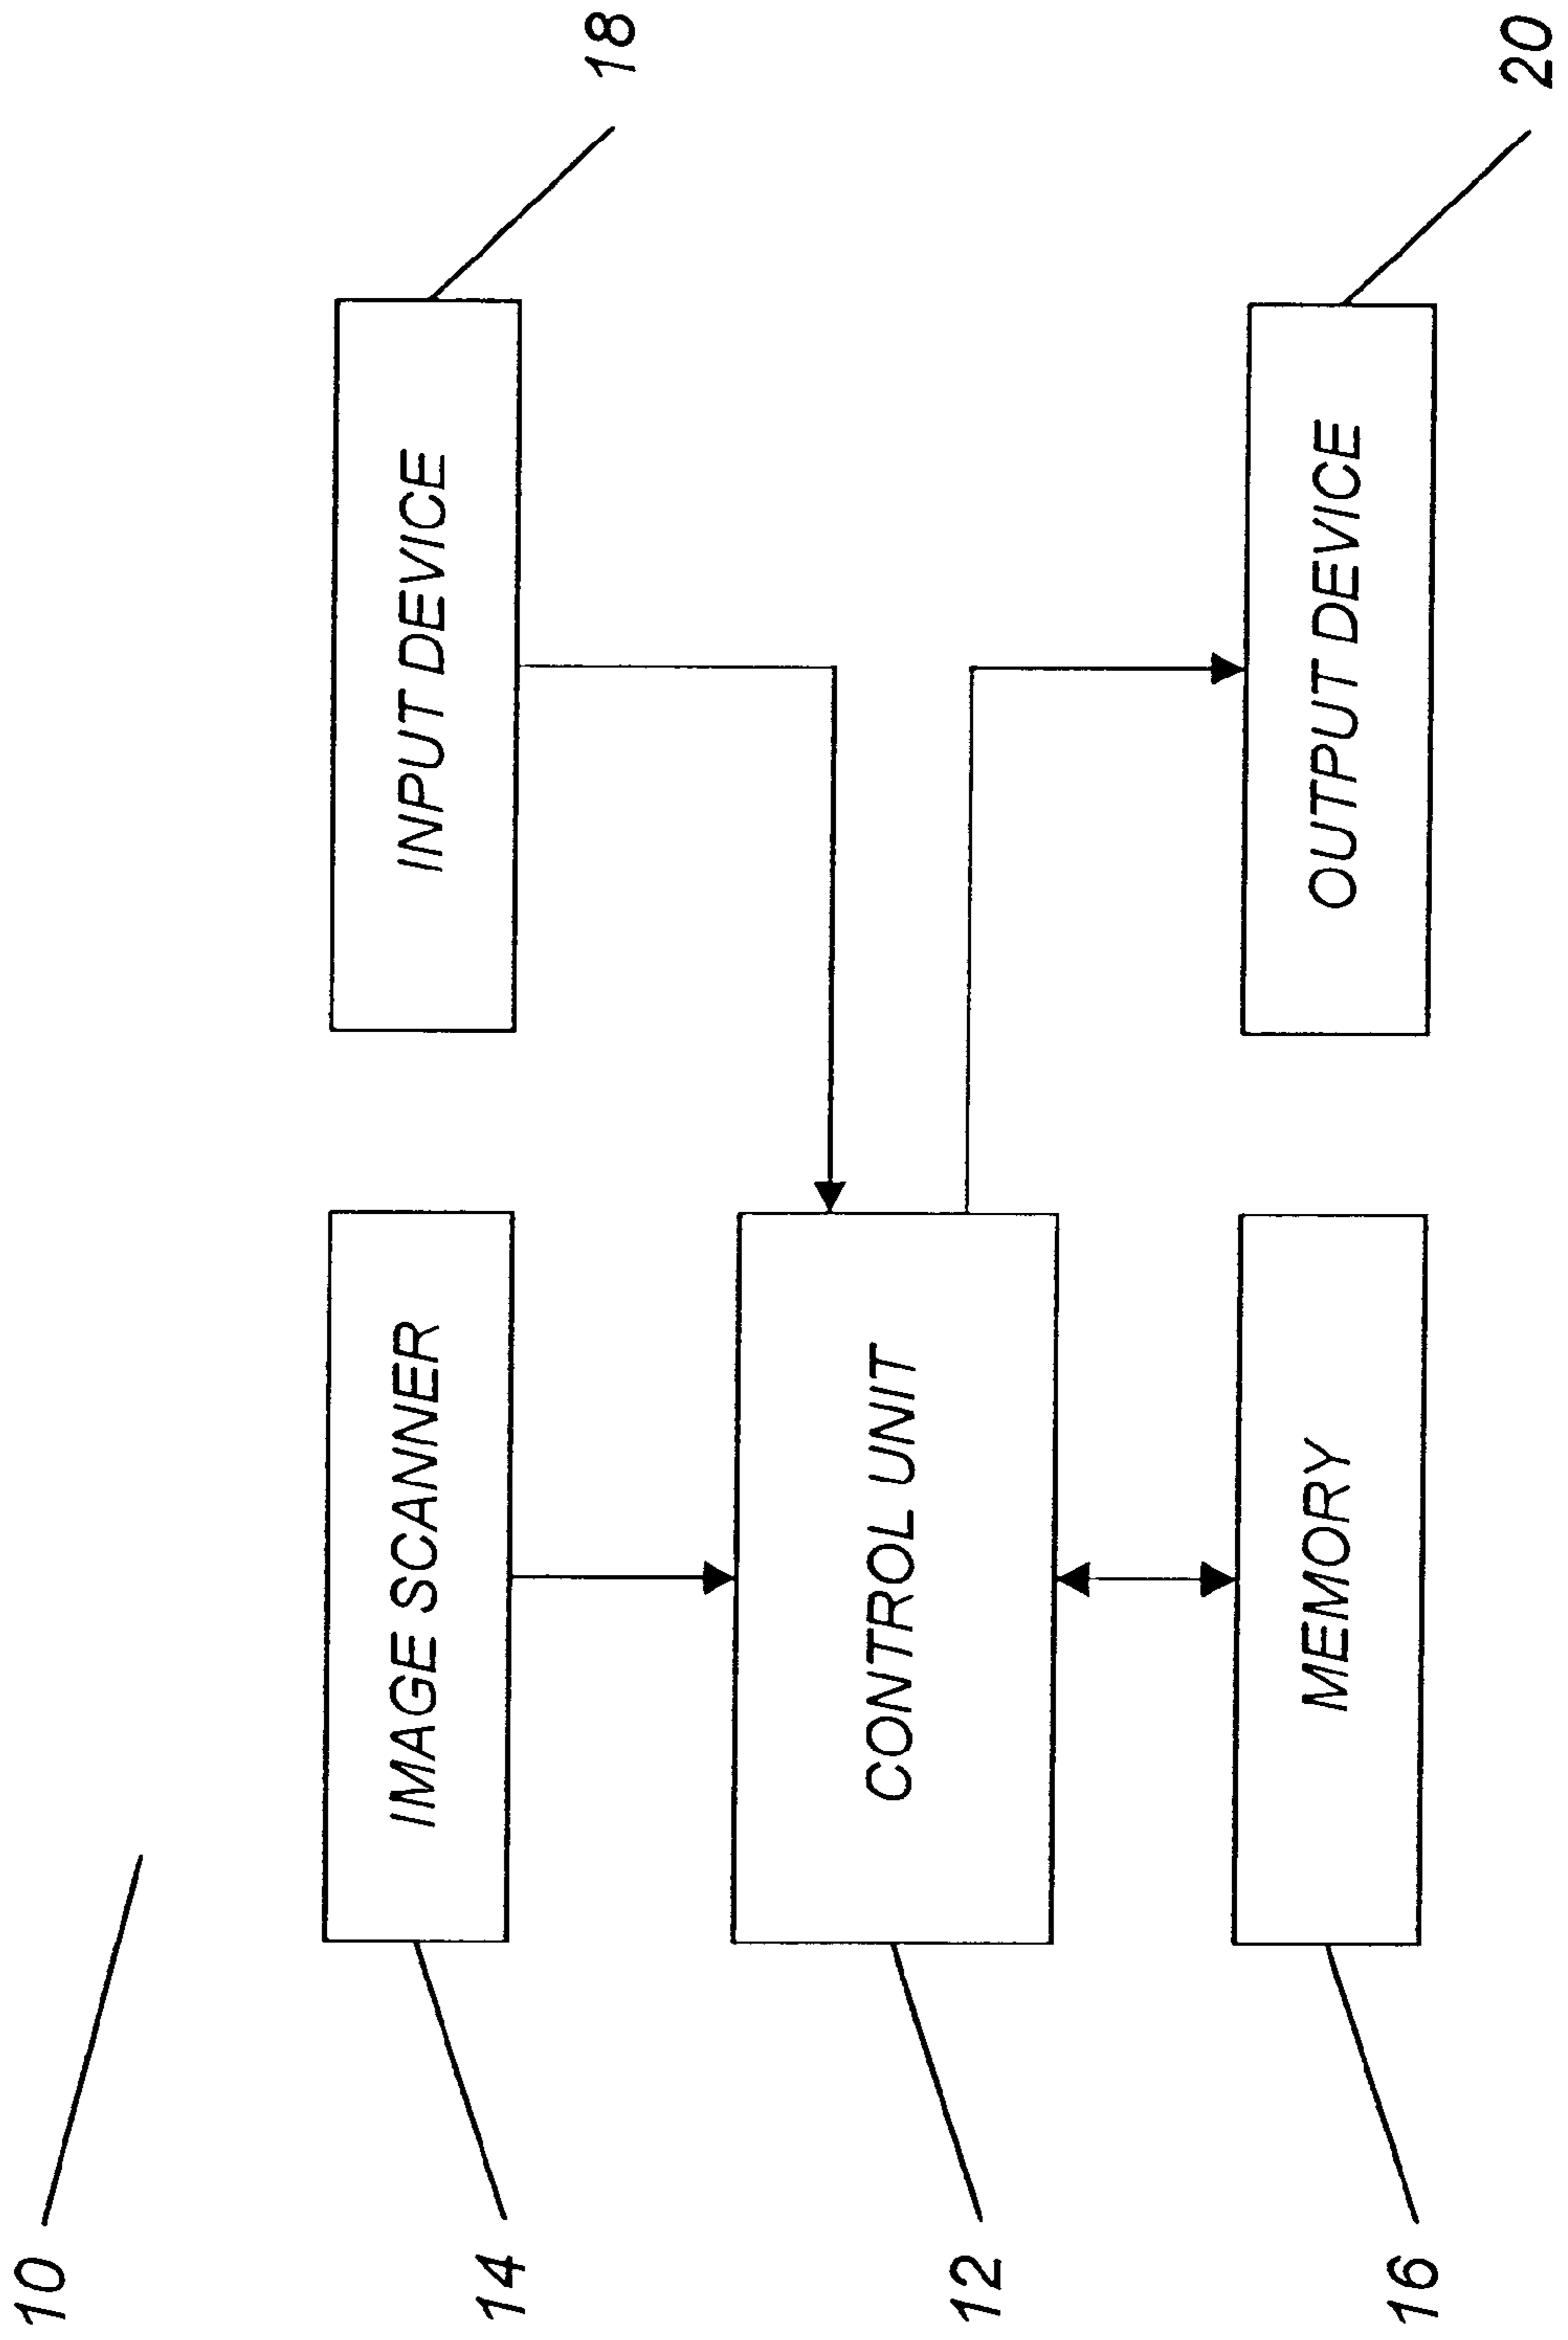 10
14
IMAGE SCANNER
INPUT DEVICE
18
12
CONTROL UNIT
16
MEMORY
OUTPUT DEVICE
20